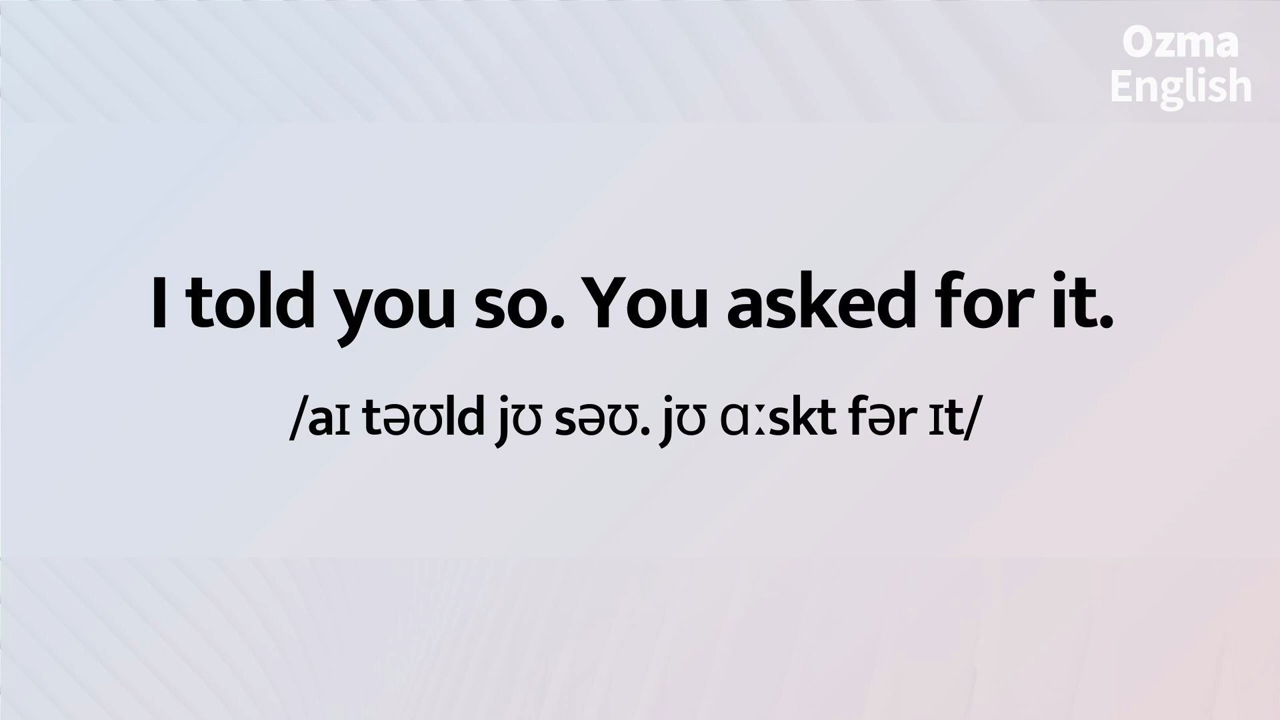 Ozma
English
I told you so. You asked for it.
/aɪ təʊld jʊ səʊ. jʊ ɑːskt fər ɪt/